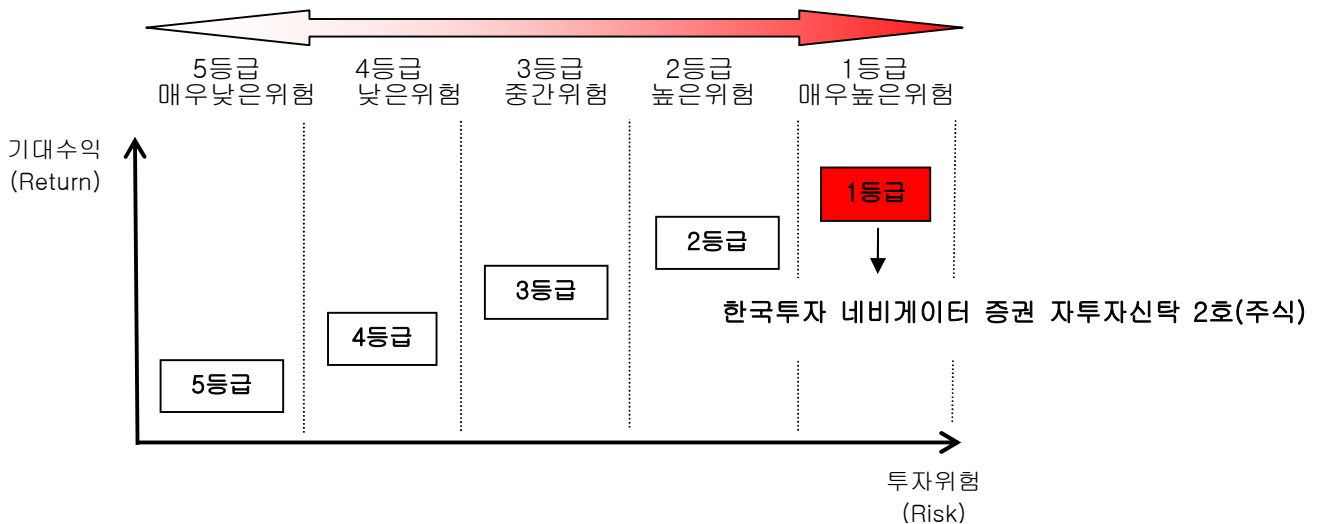 5등급 4등급 3등급 2등급 1등급
매우낮은위험 낮은위험 중간위험 높은위험 매우높은위험
기대수익
(Return)
1등급
2등급
3등급
한국투자 네비게이터 증권 자투자신탁 2호(주식)
4등급
5등급
투자위험
(Risk)